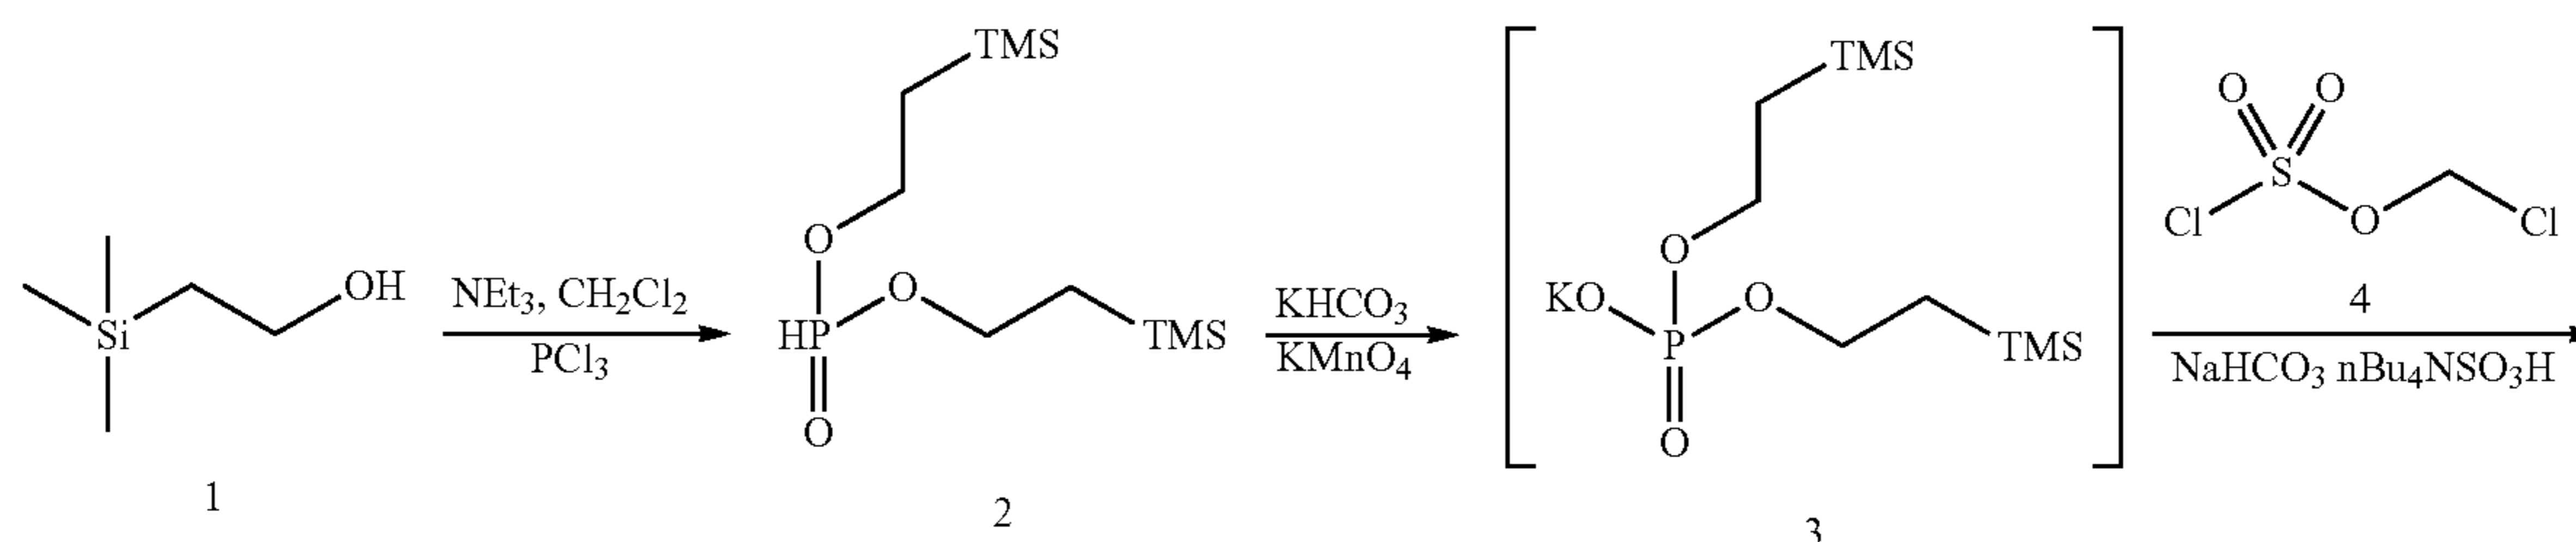 TMS
TMS
O O
Cl S O Cl
4
OH
Si
1
NEt3, CH2Cl2
PCl3
O
O
HP
TMS
O
2
KHCO3
KMnO4
O
KO O
P
TMS
O
3
NaHCO3 nBu4NSO3H